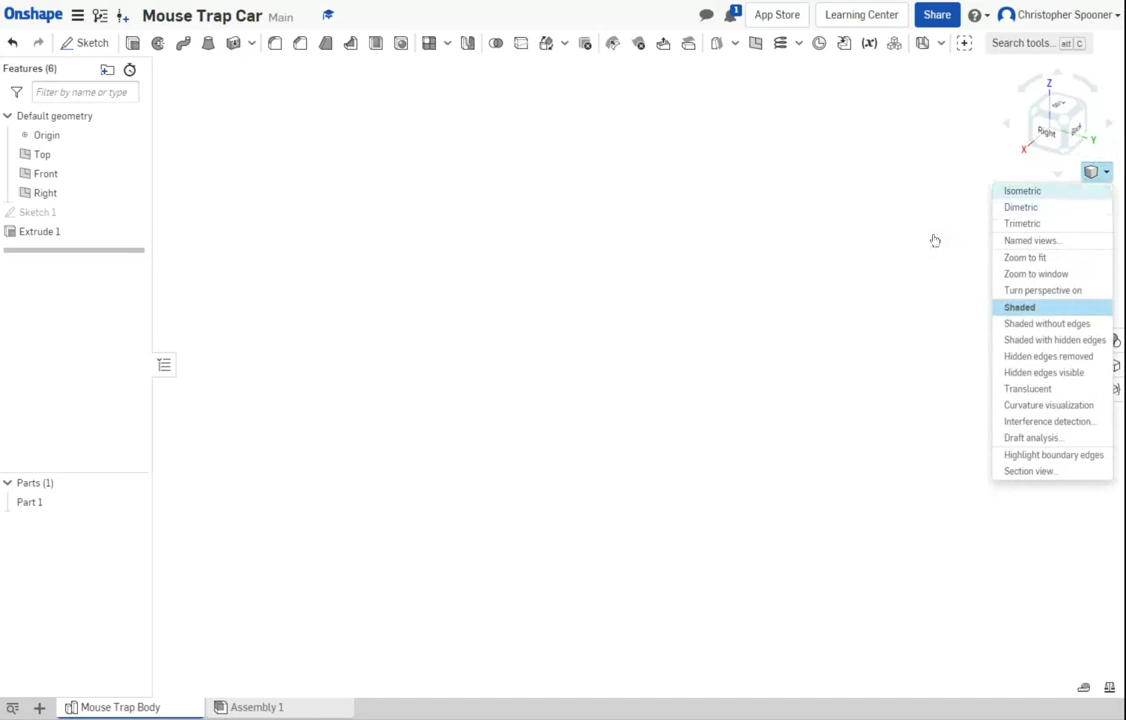 Onshape Mouse Trap Car Main 1 App Store Learning Center Share Christopher Spooner
Sketch (x) Search tools... alt C
Features (6)
Filter by name or type
Default geometry
Origin
Top
Front
Right
Sketch 1
Extrude 1
Parts (1)
Part 1
Z
Right
X
Y
Isometric
Dimetric
Trimetric
Named views...
Zoom to fit
Zoom to window
Turn perspective on
Shaded
Shaded without edges
Shaded with hidden edges
Hidden edges removed
Hidden edges visible
Translucent
Curvature visualization
Interference detection...
Draft analysis...
Highlight boundary edges
Section view...
Mouse Trap Body Assembly 1